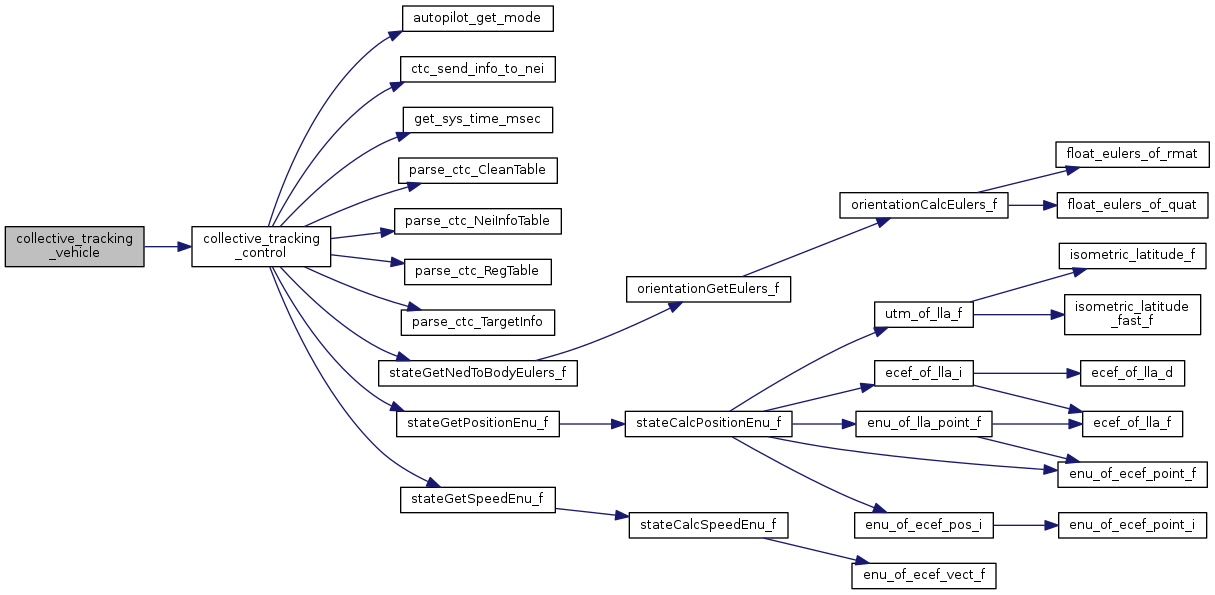 collective_tracking
_vehicle
collective_tracking
_control
autopilot_get_mode
ctc_send_info_to_nei
get_sys_time_msec
parse_ctc_CleanTable
parse_ctc_NeiInfoTable
parse_ctc_RegTable
parse_ctc_TargetInfo
stateGetNedToBodyEulers_f
stateGetPositionEnu_f
stateGetSpeedEnu_f
orientationGetEulers_f
stateCalcPositionEnu_f
stateCalcSpeedEnu_f
orientationCalcEulers_f
utm_of_lla_f
ecef_of_lla_i
enu_of_lla_point_f
enu_of_ecef_pos_i
enu_of_ecef_vect_f
float_eulers_of_rmat
float_eulers_of_quat
isometric_latitude_f
isometric_latitude
_fast_f
ecef_of_lla_d
ecef_of_lla_f
enu_of_ecef_point_f
enu_of_ecef_point_i